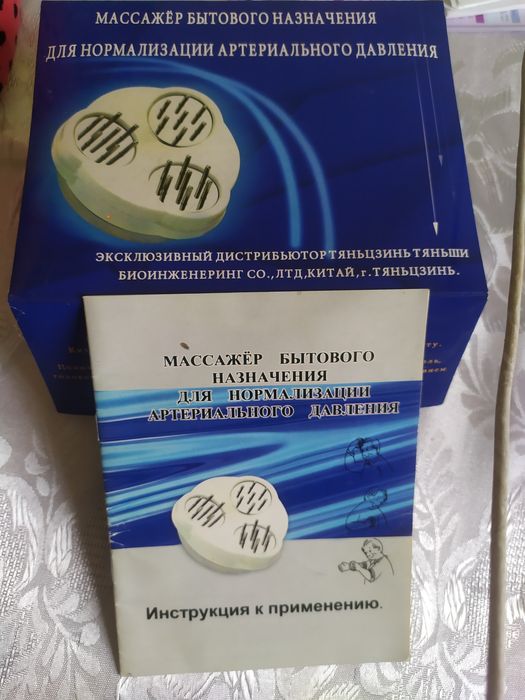 МАССАЖЁР БЫТОВОГО НАЗНАЧЕНИЯ
ДЛЯ НОРМАЛИЗАЦИИ АРТЕРИАЛЬНОГО ДАВЛЕНИЯ
ЭКСКЛЮЗИВНЫЙ ДИСТРИБЬЮТОР ТЯНЬЦЗИНЬ ТЯНЬШИ
БИОИНЖЕНЕРИНГ СО., ЛТД, КИТАЙ, г. ТЯНЬЦЗИНЬ.
МАССАЖЁР БЫТОВОГО
НАЗНАЧЕНИЯ
ДЛЯ НОРМАЛИЗАЦИИ
АРТЕРИАЛЬНОГО ДАВЛЕНИЯ
Инструкция к применению.